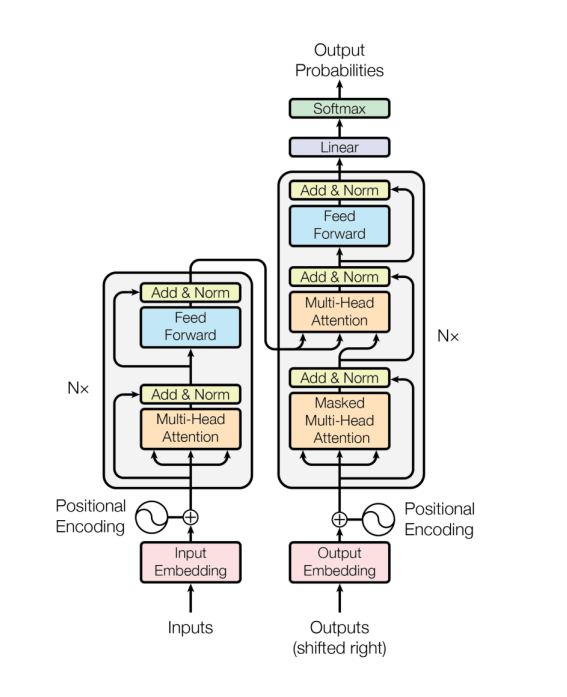 Output
Probabilities
Softmax
Linear
Add & Norm
Feed
Forward
Add & Norm
Multi-Head
Attention
Add & Norm
Masked
Multi-Head
Attention
Nx
Add & Norm
Feed
Forward
Add & Norm
Multi-Head
Attention
N×
Positional
Encoding
Positional
Encoding
Input
Embedding
Output
Embedding
Inputs
Outputs
(shifted right)